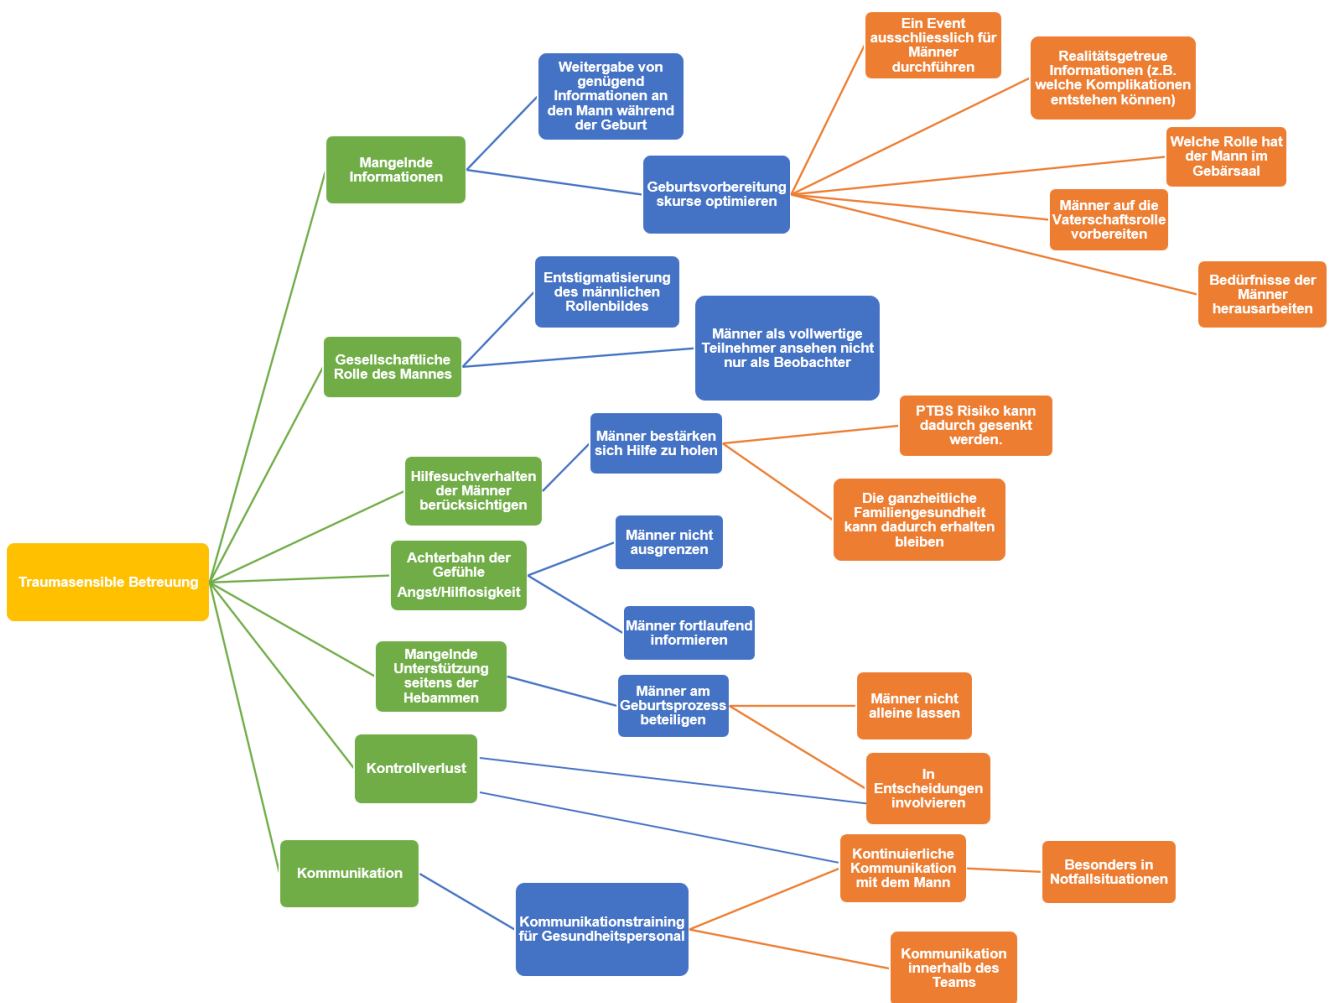 Ein Event
ausschliesslich für
Männer
durchführen
Realitätsgetreue
Informationen (z.B.
welche Komplikationen
entstehen können)
Weitergabe von
genügend
Informationen an
den Mann während
der Geburt
Mangelnde
Informationen
Welche Rolle hat
der Mann im
Gebärsaal
Geburtsvorbereitung
skurse optimieren
Männer auf die
Vaterschaftsrolle
vorbereiten
Bedürfnisse der
Männer
herausarbeiten
Entstigmatisierung
des männlichen
Rollenbildes
Männer als vollwertige
Teilnehmer ansehen nicht
nur als Beobachter
Gesellschaftliche
Rolle des Mannes
PTBS Risiko kann
dadurch gesenkt
werden.
Männer bestärken
sich Hilfe zu holen
Hilfesuchverhalten
der Männer
berücksichtigen
Die ganzheitliche
Familiengesundheit
kann dadurch erhalten
bleiben
Männer nicht
ausgrenzen
Achterbahn der
Gefühle
Angst/Hilflosigkeit
Traumasensible Betreuung
Männer fortlaufend
informieren
Mangelnde
Unterstützung
seitens der
Hebammen
Männer am
Geburtsprozess
beteiligen
Männer nicht
alleine lassen
Kontrollverlust
In
Entscheidungen
involvieren
Kommunikation
Kontinuierliche
Kommunikation
mit dem Mann
Besonders in
Notfallsituationen
Kommunikationstraining
für Gesundheitspersonal
Kommunikation
innerhalb des
Teams